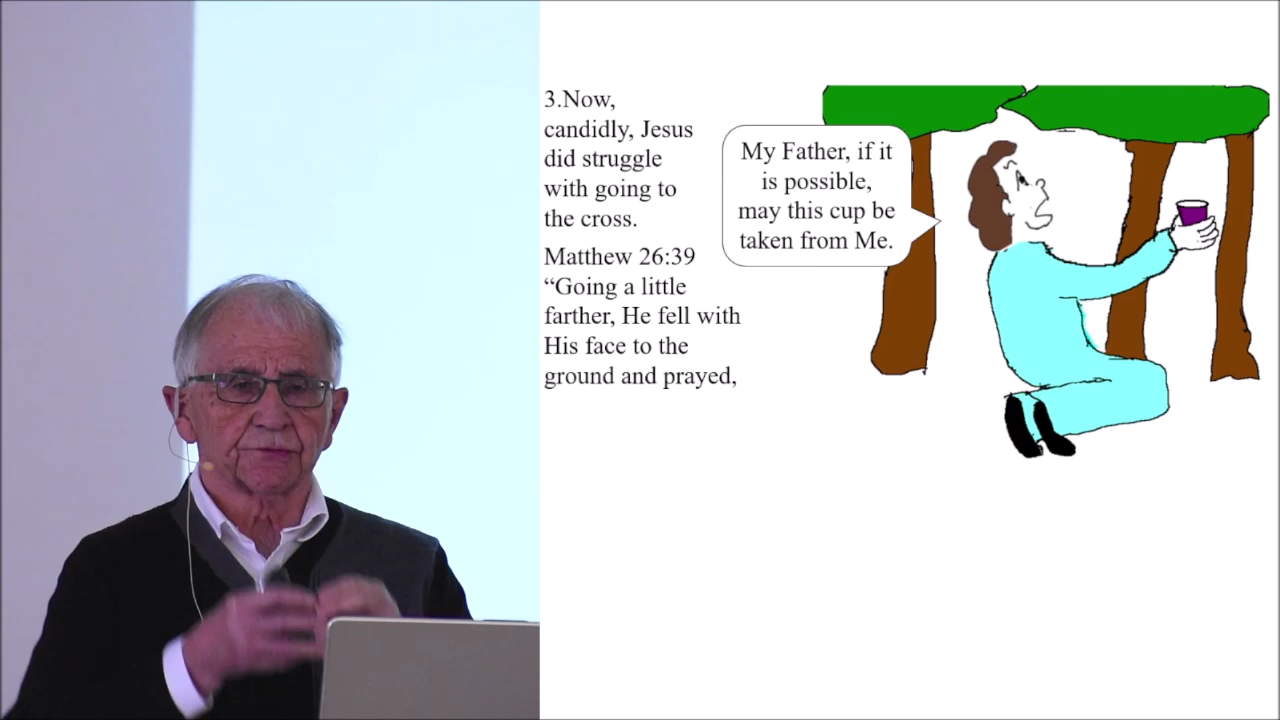 3.Now,
candidly, Jesus
did struggle
with going to
the cross.
Matthew 26:39
“Going a little
farther, He fell with
His face to the
ground and prayed,
My Father, if it
is possible,
may this cup be
taken from Me.